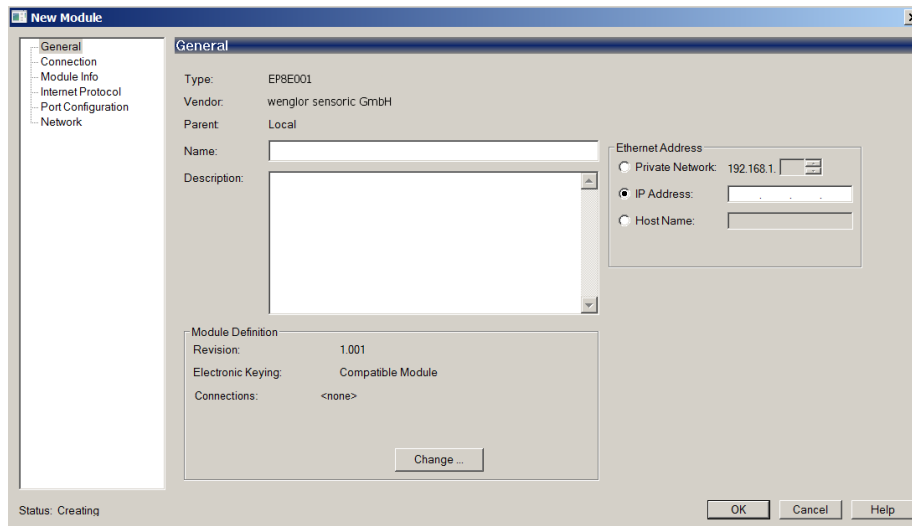 New Module
General
Connection
Module Info
Internet Protocol
Port Configuration
Network
General
Type: EP8E001
Vendor: wenglor sensoric GmbH
Parent: Local
Name:
Description:
Ethernet Address
Private Network: 192.168.1.
IP Address: . . .
Host Name:
Module Definition
Revision: 1.001
Electronic Keying: Compatible Module
Connections: <none>
Change ...
Status: Creating
OK Cancel Help